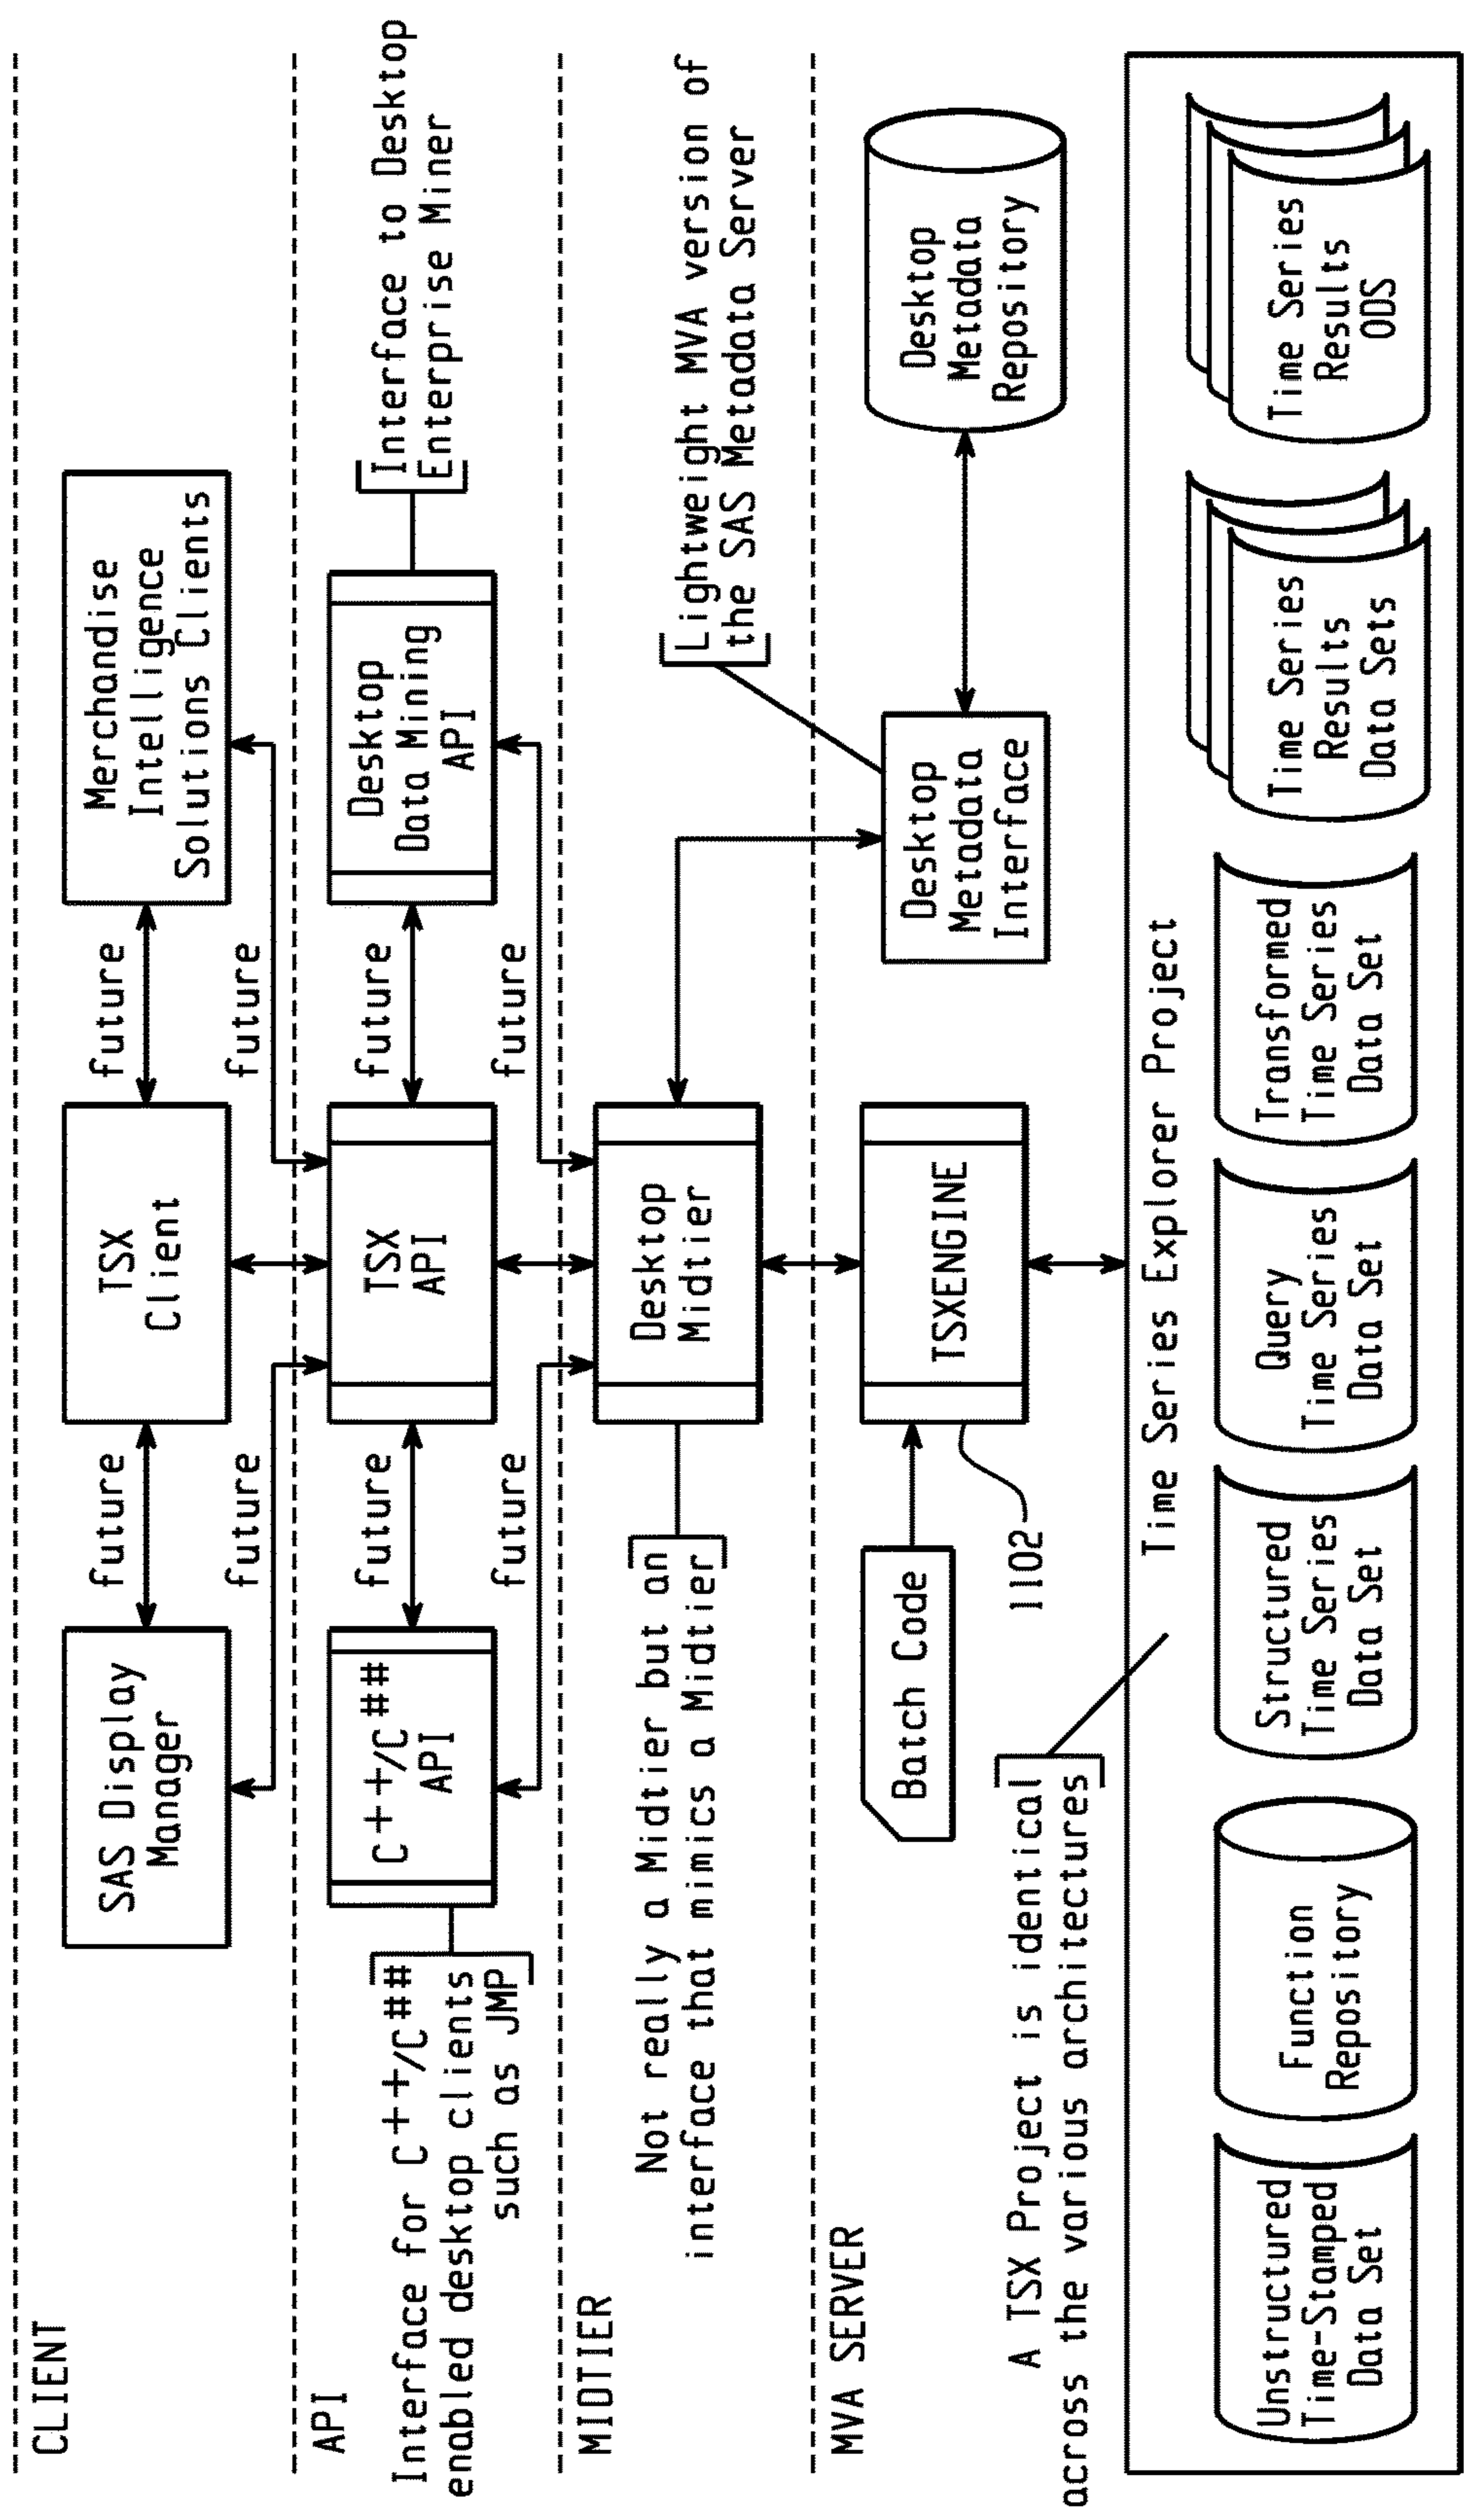 CLIENT
SAS Display
Manager
future
TSX
Client
future
Merchandise
Intelligence
Solutions Clients
future
future
API
Interface for C++/C##
enabled desktop clients
such as JMP
C++/C##
API
future
TSX
API
future
Desktop
Data Mining
API
Interface to Desktop
Enterprise Miner
future
future
MIDTIER
Not really a Midtier but an
interface that mimics a Midtier
Desktop
Midtier
Lightweight MVA version of
the SAS Metadata Server
MVA SERVER
Batch Code
TSXENGINE
1102
Desktop
Metadata
Interface
Desktop
Metadata
Repository
A TSX Project is identical
across the various architectures
Time Series Explorer Project
Unstructured
Time-Stamped
Data Set
Function
Repository
Structured
Time Series
Data Set
Query
Time Series
Data Set
Transformed
Time Series
Data Set
Time Series
Results
Data Sets
Time Series
Results
ODS